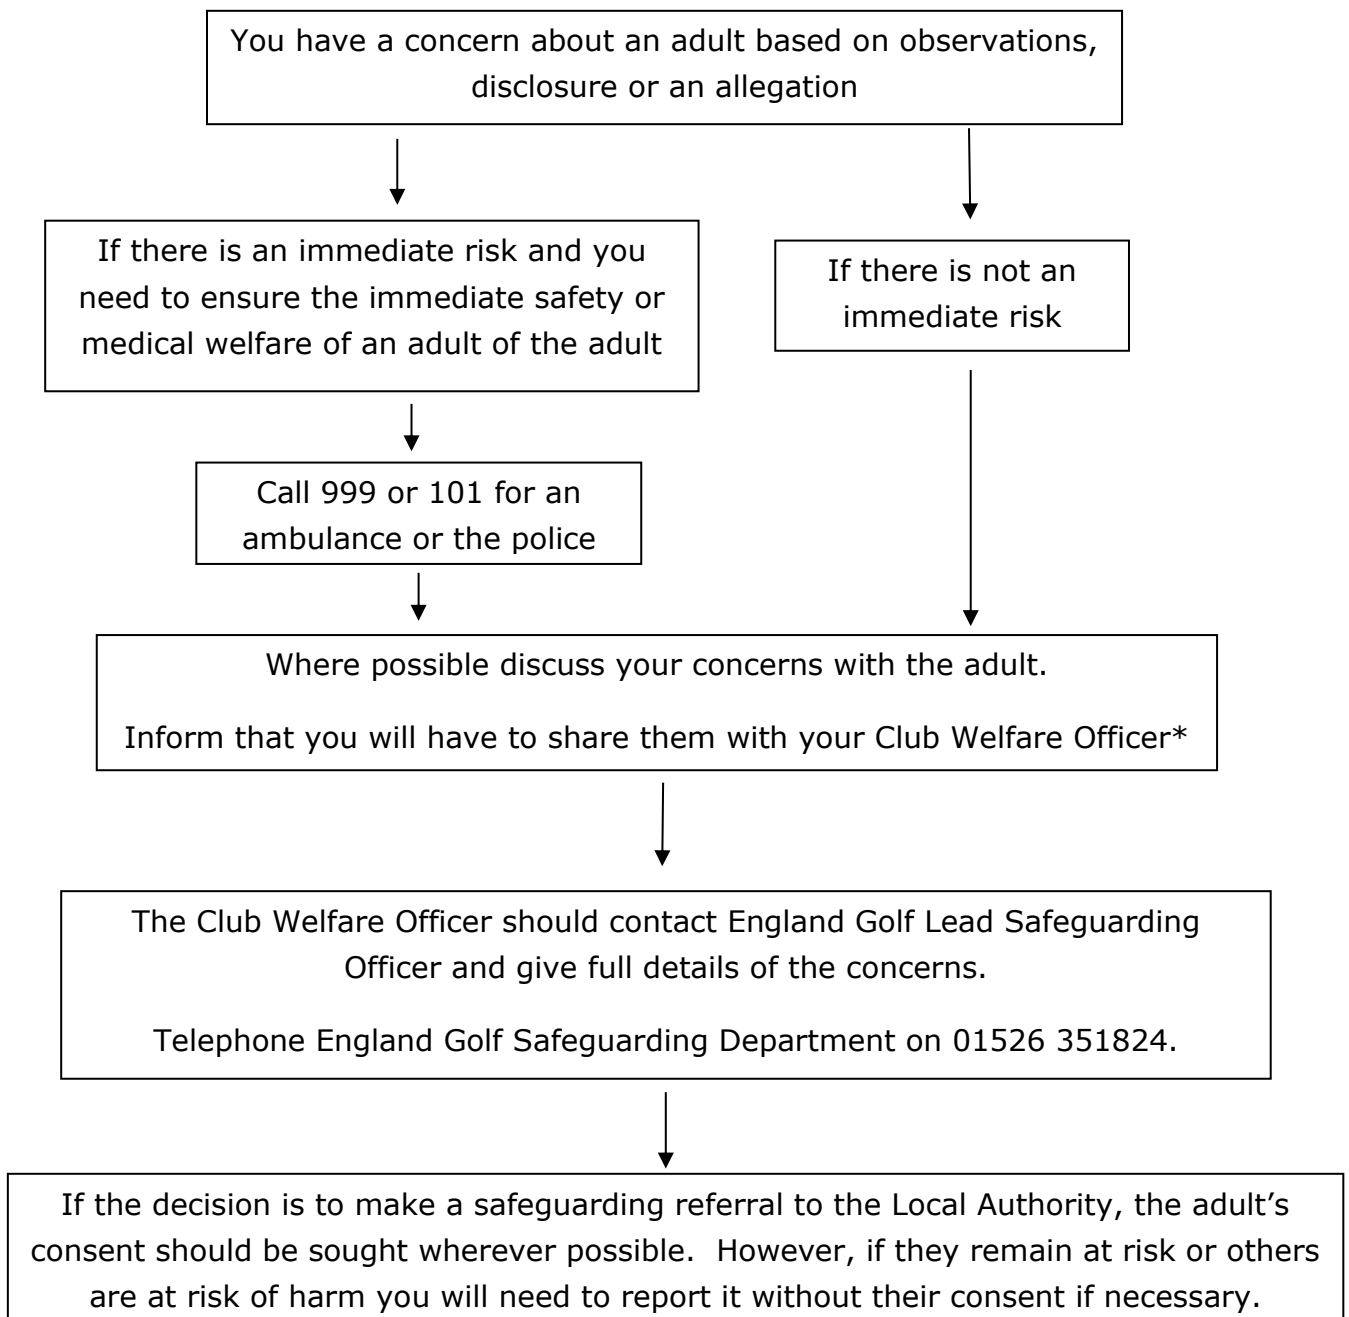 You have a concern about an adult based on observations,
disclosure or an allegation
If there is an immediate risk and you
need to ensure the immediate safety or
medical welfare of an adult of the adult
If there is not an
immediate risk
Call 999 or 101 for an
ambulance or the police
Where possible discuss your concerns with the adult.
Inform that you will have to share them with your Club Welfare Officer*
The Club Welfare Officer should contact England Golf Lead Safeguarding
Officer and give full details of the concerns.
Telephone England Golf Safeguarding Department on 01526 351824.
If the decision is to make a safeguarding referral to the Local Authority, the adult’s
consent should be sought wherever possible.  However, if they remain at risk or others
are at risk of harm you will need to report it without their consent if necessary.